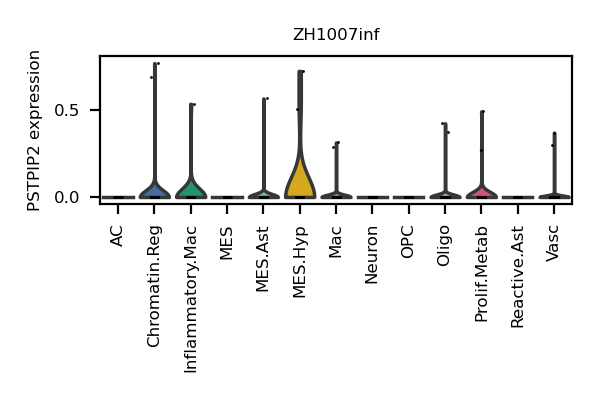 ZH1007inf
PSTPIP2 expression
0.5
0.0
AC
Chromatin.Reg
Inflammatory.Mac
MES
MES.Ast
MES.Hyp
Mac
Neuron
OPC
Oligo
Prolif.Metab
Reactive.Ast
Vasc